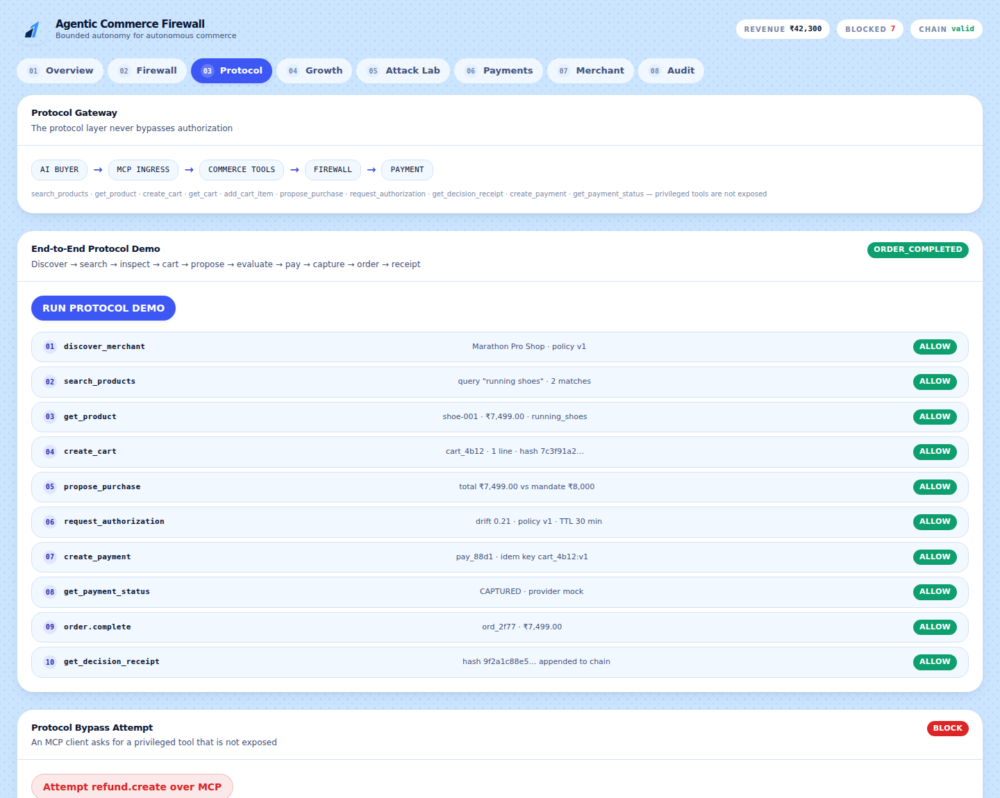 Agentic Commerce Firewall
Bounded autonomy for autonomous commerce
REVENUE ₹42,300
BLOCKED 7
CHAIN valid
01 Overview
02 Firewall
03 Protocol
04 Growth
05 Attack Lab
06 Payments
07 Merchant
08 Audit
Protocol Gateway
The protocol layer never bypasses authorization
AI BUYER → MCP INGRESS → COMMERCE TOOLS → FIREWALL → PAYMENT
search_products · get_product · create_cart · get_cart · add_cart_item · propose_purchase · request_authorization · get_decision_receipt · create_payment · get_payment_status — privileged tools are not exposed
End-to-End Protocol Demo
ORDER_COMPLETED
Discover → search → inspect → cart → propose → evaluate → pay → capture → order → receipt
RUN PROTOCOL DEMO
01 discover_merchant Marathon Pro Shop · policy v1 ALLOW
02 search_products query "running shoes" · 2 matches ALLOW
03 get_product shoe-001 · ₹7,499.00 · running_shoes ALLOW
04 create_cart cart_4b12 · 1 line · hash 7c3f91a2… ALLOW
05 propose_purchase total ₹7,499.00 vs mandate ₹8,000 ALLOW
06 request_authorization drift 0.21 · policy v1 · TTL 30 min ALLOW
07 create_payment pay_88d1 · idem key cart_4b12:v1 ALLOW
08 get_payment_status CAPTURED · provider mock ALLOW
09 order.complete ord_2f77 · ₹7,499.00 ALLOW
10 get_decision_receipt hash 9f2a1c88e5… appended to chain ALLOW
Protocol Bypass Attempt
BLOCK
An MCP client asks for a privileged tool that is not exposed
Attempt refund.create over MCP